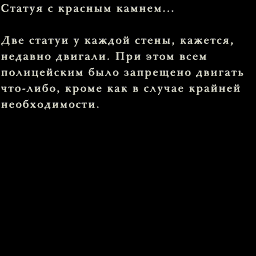 Статуя с красным камнем...

Две статуи у каждой стены, кажется,
недавно двигали. При этом всем
полицейским было запрещено двигать
что-либо, кроме как в случае крайней
необходимости.